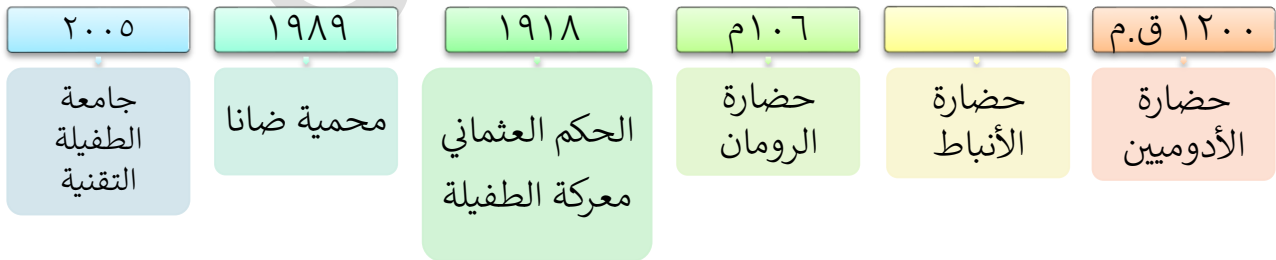 ١٢٠٠ ق.م
حضارة
الأدوميين
حضارة
الأنباط
١٠٦م
حضارة
الرومان
١٩١٨
الحكم العثماني
معركة الطفيلة
١٩٨٩
محمية ضانا
٢٠٠٥
جامعة
الطفيلة
التقنية